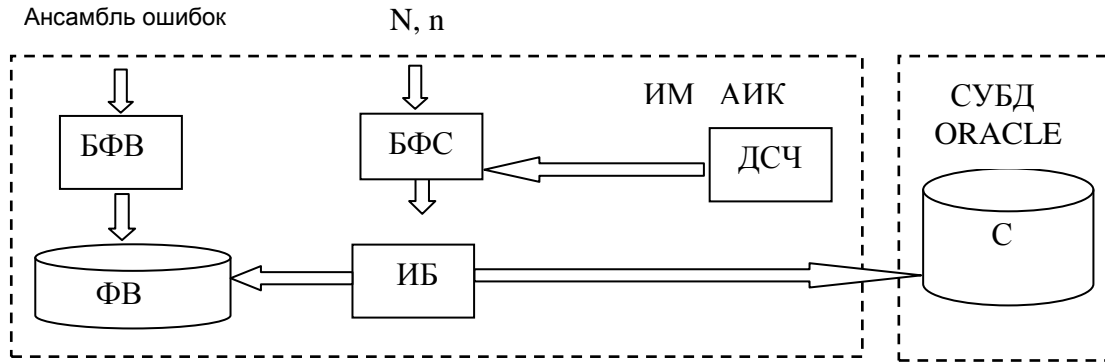 Ансамбль ошибок
N, n
ИМ АИК
СУБД
ORACLE
БФВ
БФС
ДСЧ
С
ФВ
ИБ